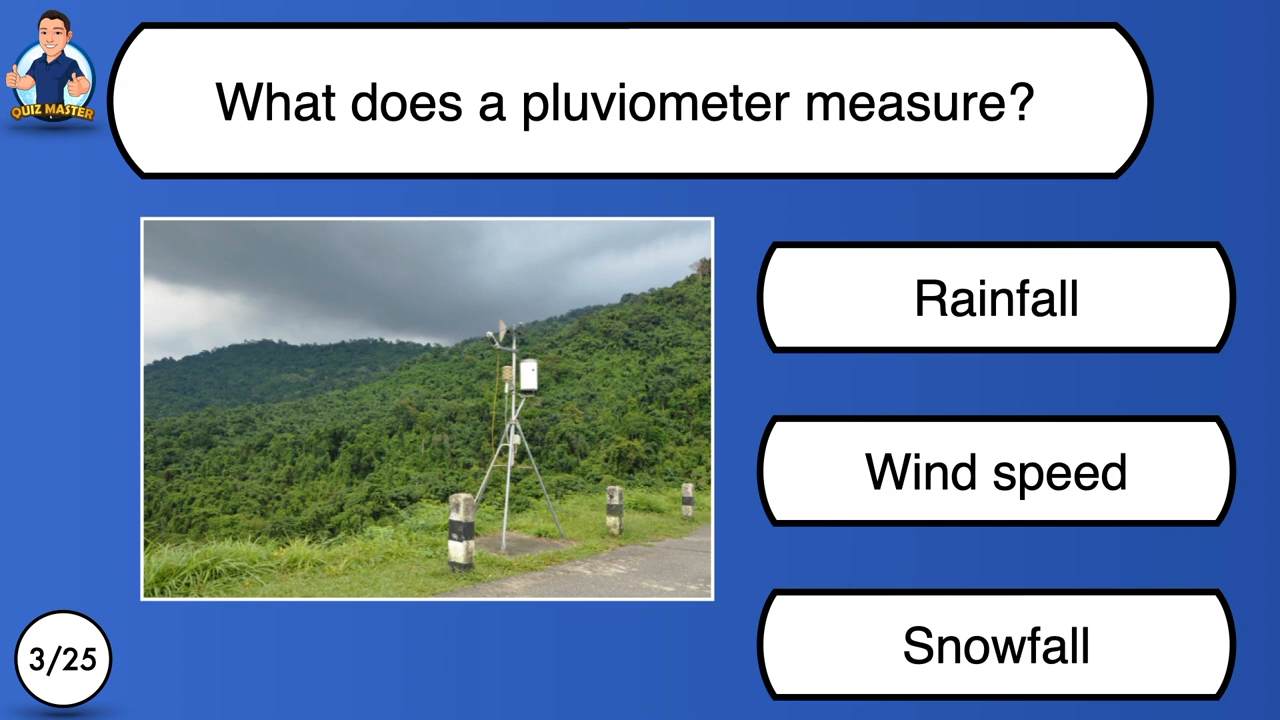 QUIZ MASTER
What does a pluviometer measure?
Rainfall
Wind speed
Snowfall
3/25